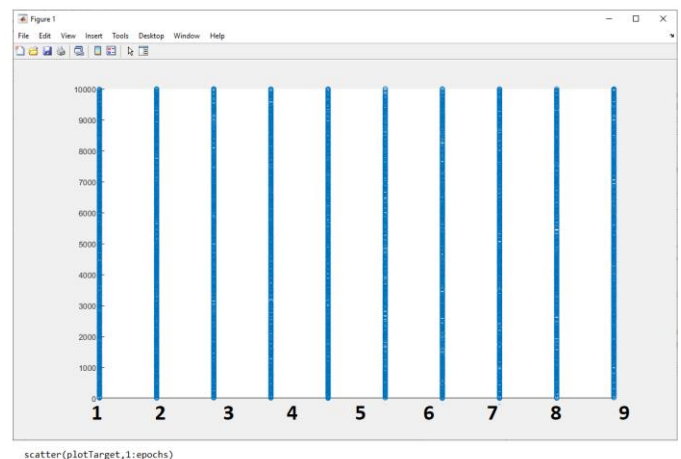 Figure 1
File Edit View Insert Tools Desktop Window Help
10000
9000
8000
7000
6000
5000
4000
3000
2000
1000
0
1 2 3 4 5 6 7 8 9
scatter(plotTarget,1:epochs)